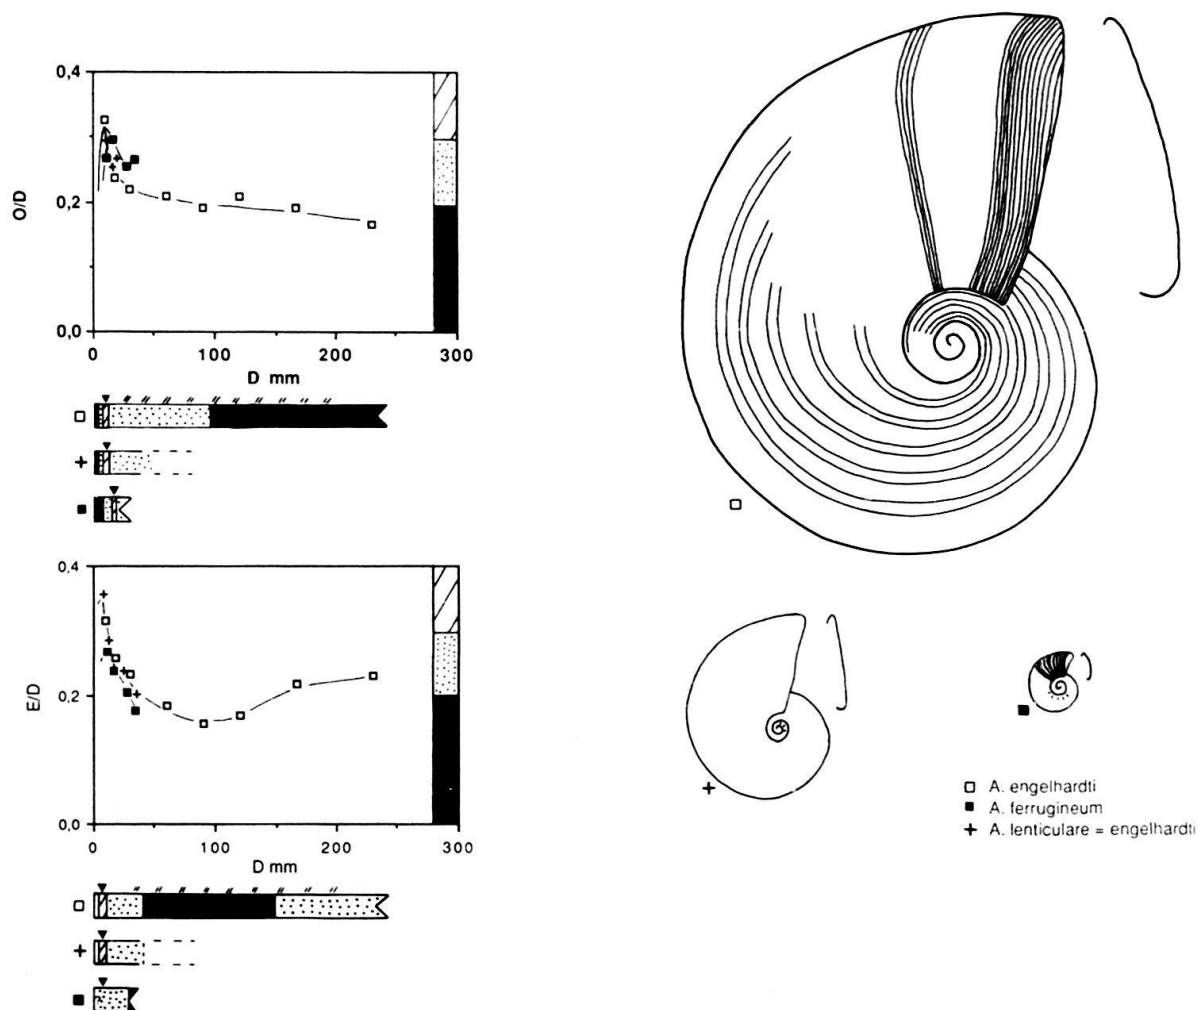 0,4
0,2
0,0
O/D
0 100 200 300
D mm
0,4
0,2
0,0
E/D
0 100 200 300
D mm
A. engelhardti
A. ferrugineum
A. lenticulare = engelhardti